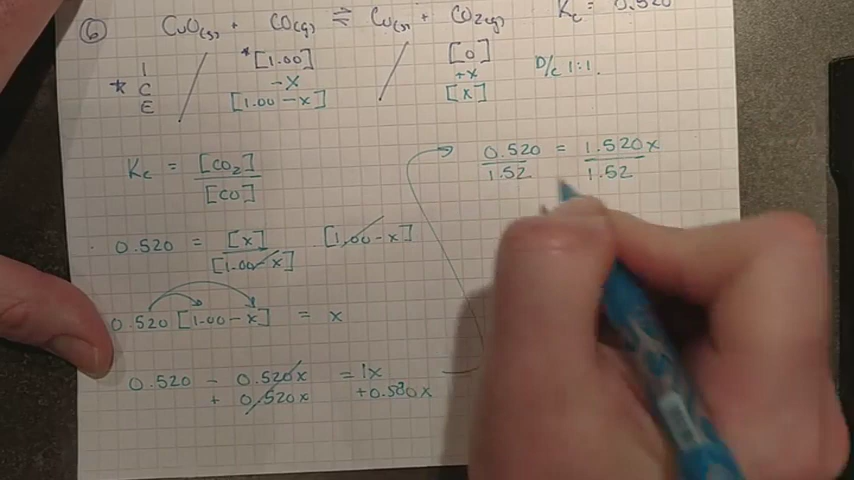 ⑥ CuO(s) + CO(g) ⇌ Cu(s) + CO2(g) Kc = 0.520
I *[1.00] [0]
* C -x +x D/c 1:1.
E [1.00-x] [x]
Kc = [CO2] / [CO]
0.520 = [x] / [1.00-x] [1.00-x]
0.520 [1.00-x] = x
0.520 - 0.520x = 1x
+ 0.520x +0.580x
0.520 = 1.520x
1.52 1.52